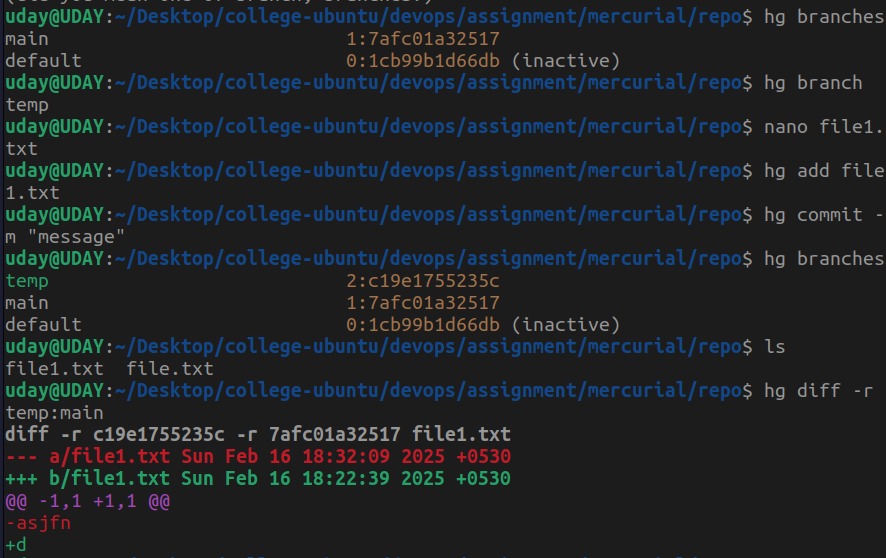 uday@UDAY:~/Desktop/college-ubuntu/devops/assignment/mercurial/repo$ hg branches
main                           1:7afc01a32517
default                        0:1cb99b1d66db (inactive)
uday@UDAY:~/Desktop/college-ubuntu/devops/assignment/mercurial/repo$ hg branch
temp
uday@UDAY:~/Desktop/college-ubuntu/devops/assignment/mercurial/repo$ nano file1.
txt
uday@UDAY:~/Desktop/college-ubuntu/devops/assignment/mercurial/repo$ hg add file
1.txt
uday@UDAY:~/Desktop/college-ubuntu/devops/assignment/mercurial/repo$ hg commit -
m "message"
uday@UDAY:~/Desktop/college-ubuntu/devops/assignment/mercurial/repo$ hg branches
temp                           2:c19e1755235c
main                           1:7afc01a32517
default                        0:1cb99b1d66db (inactive)
uday@UDAY:~/Desktop/college-ubuntu/devops/assignment/mercurial/repo$ ls
file1.txt  file.txt
uday@UDAY:~/Desktop/college-ubuntu/devops/assignment/mercurial/repo$ hg diff -r
temp:main
diff -r c19e1755235c -r 7afc01a32517 file1.txt
--- a/file1.txt Sun Feb 16 18:32:09 2025 +0530
+++ b/file1.txt Sun Feb 16 18:22:39 2025 +0530
@@ -1,1 +1,1 @@
-asjfn
+d